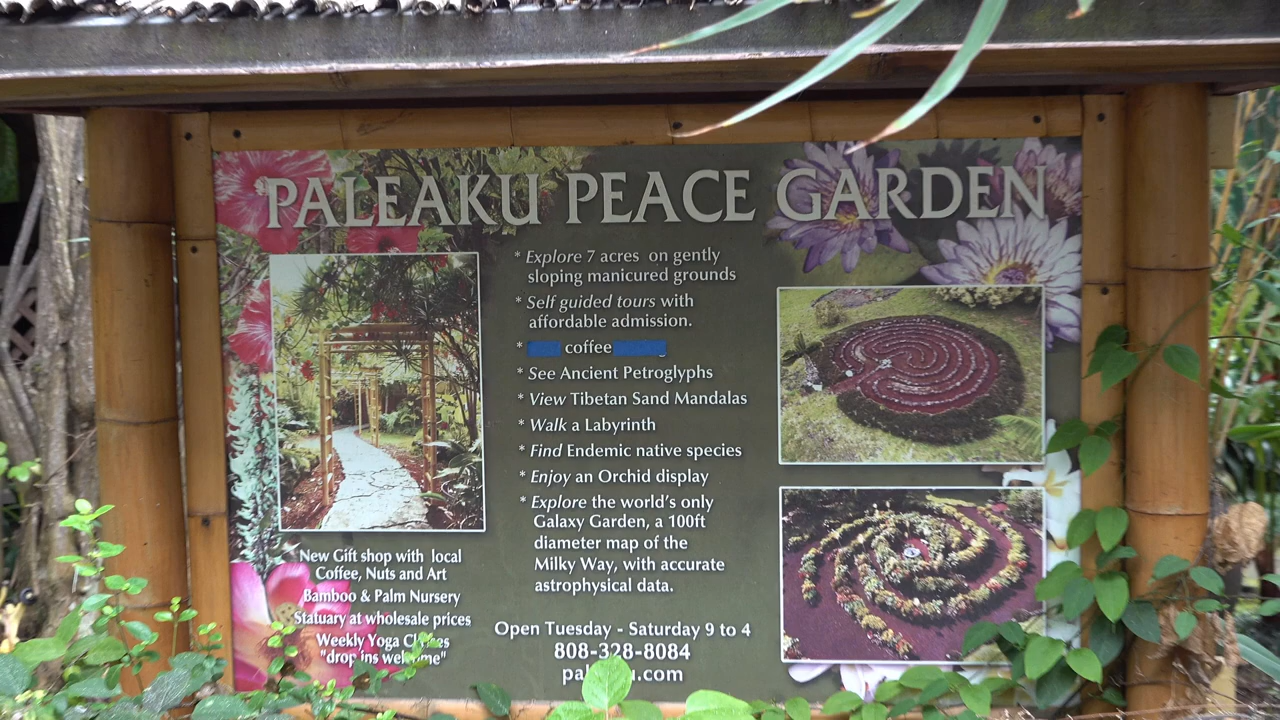 PALEAKU PEACE GARDEN
* Explore 7 acres on gently
sloping manicured grounds
* Self guided tours with
affordable admission.
* coffee
* See Ancient Petroglyphs
* View Tibetan Sand Mandalas
* Walk a Labyrinth
* Find Endemic native species
* Enjoy an Orchid display
* Explore the world's only
Galaxy Garden, a 100ft
diameter map of the
Milky Way, with accurate
astrophysical data.
New Gift shop with local
Coffee, Nuts and Art
Bamboo & Palm Nursery
Statuary at wholesale prices
Weekly Yoga
"drop ins
Open Tuesday - Saturday 9 to 4
808-328-8084